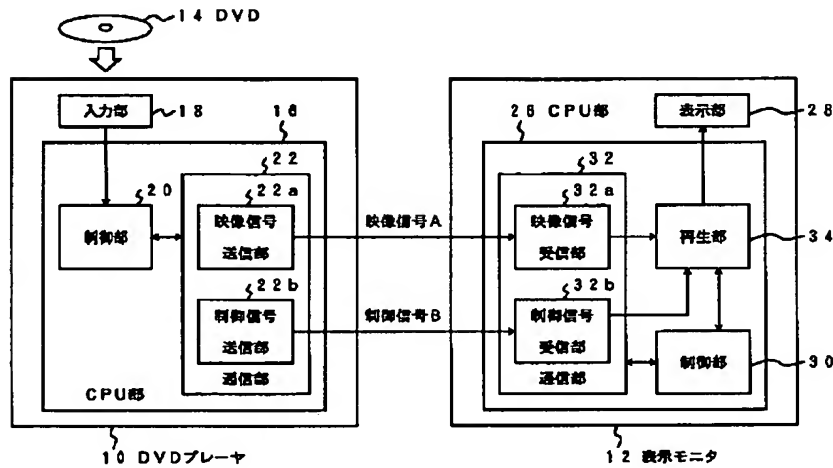 14 DVD
入力部
18
16
22
20
22a
制御部
映像信号
送信部
22b
制御信号
送信部
通信部
CPU部
10 DVDプレーヤ
映像信号A
制御信号B
26 CPU部
表示部
28
32
32a
映像信号
受信部
再生部
34
32b
制御信号
受信部
通信部
制御部
30
12 表示モニタ